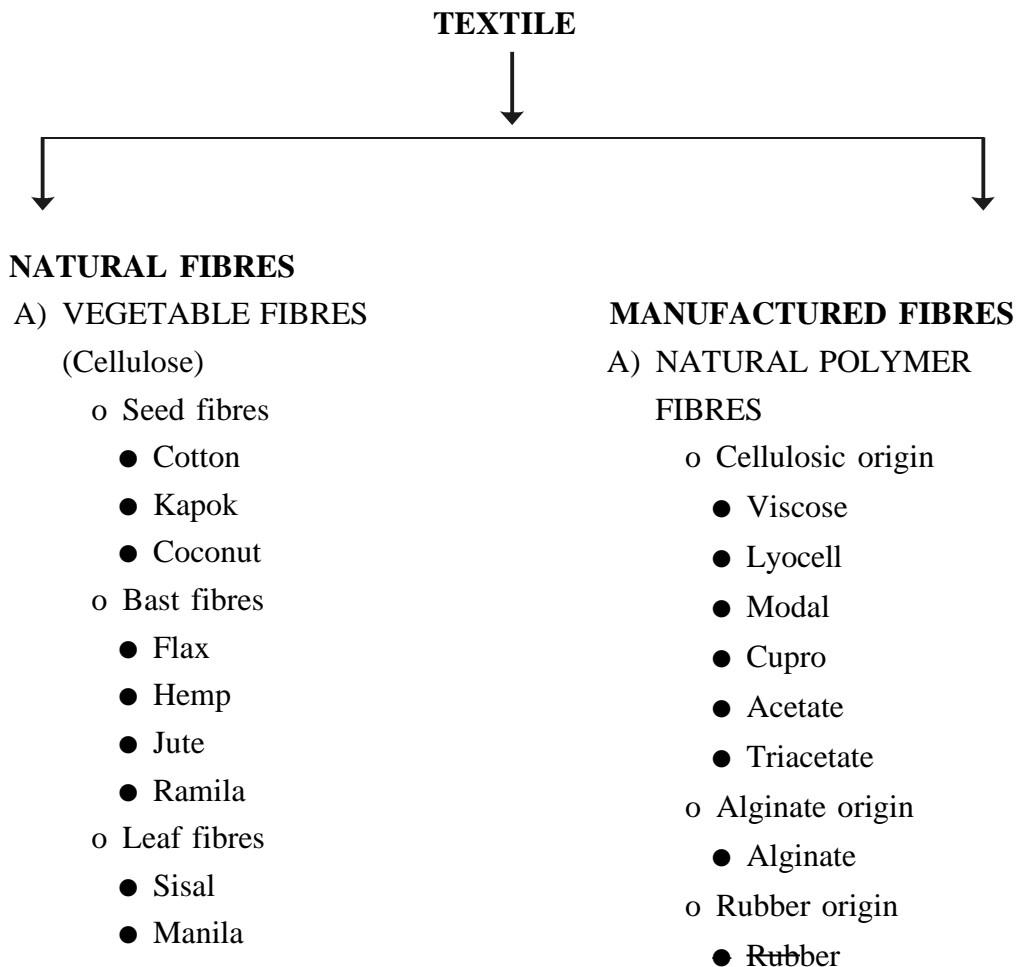 TEXTILE
NATURAL FIBRES
A) VEGETABLE FIBRES
(Cellulose)
o Seed fibres
● Cotton
● Kapok
● Coconut
o Bast fibres
● Flax
● Hemp
● Jute
● Ramila
o Leaf fibres
● Sisal
● Manila
MANUFACTURED FIBRES
A) NATURAL POLYMER
FIBRES
o Cellulosic origin
● Viscose
● Lyocell
● Modal
● Cupro
● Acetate
● Triacetate
o Alginate origin
● Alginate
o Rubber origin
● Rubber